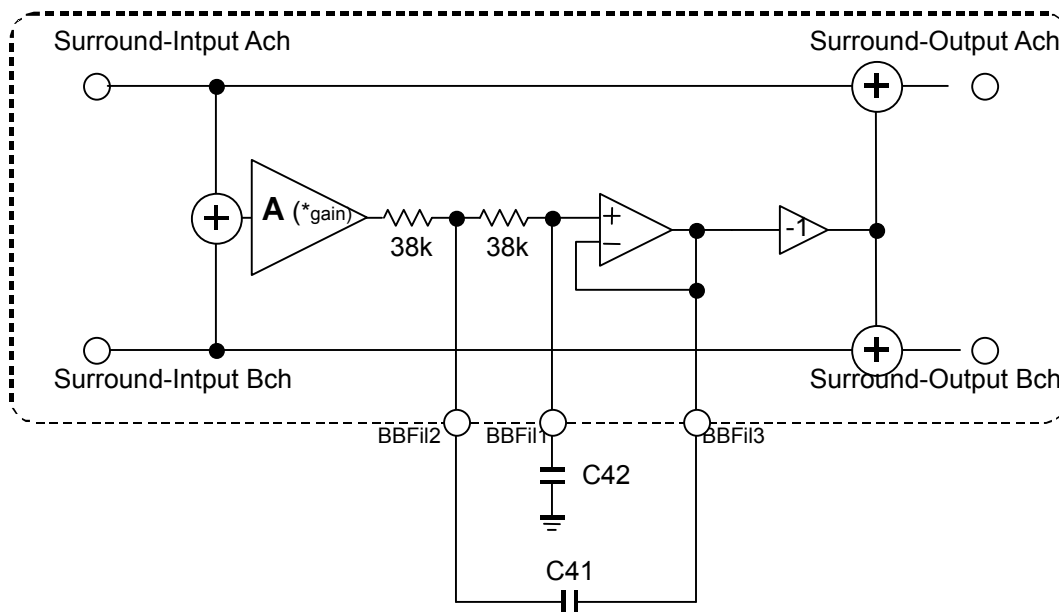 Surround-Intput Ach
Surround-Output Ach
+
+
A (*gain)
38k
38k
+
−
-1
+
Surround-Intput Bch
Surround-Output Bch
BBFil2
BBFil1
BBFil3
C42
C41